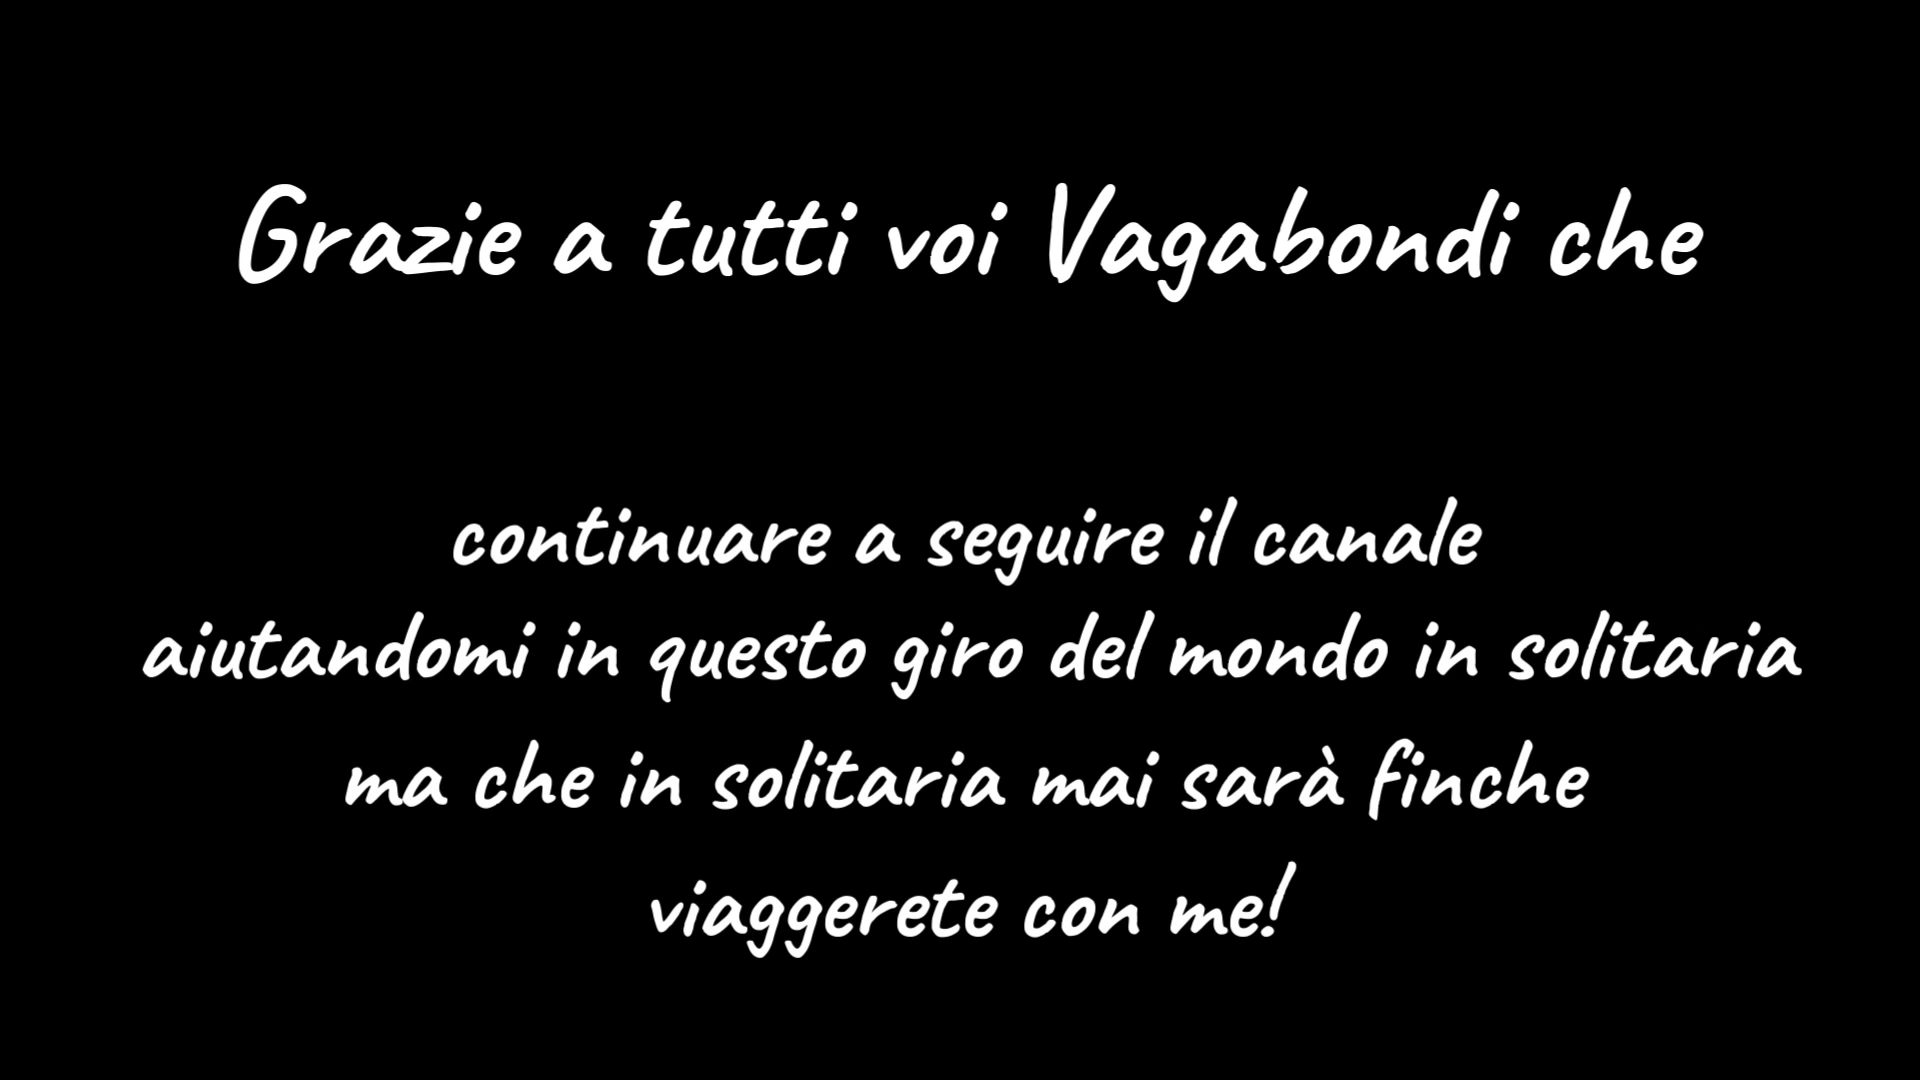 Grazie a tutti voi Vagabondi che
continuare a seguire il canale
aiutandomi in questo giro del mondo in solitaria
ma che in solitaria mai sarà finche
viaggerete con me!